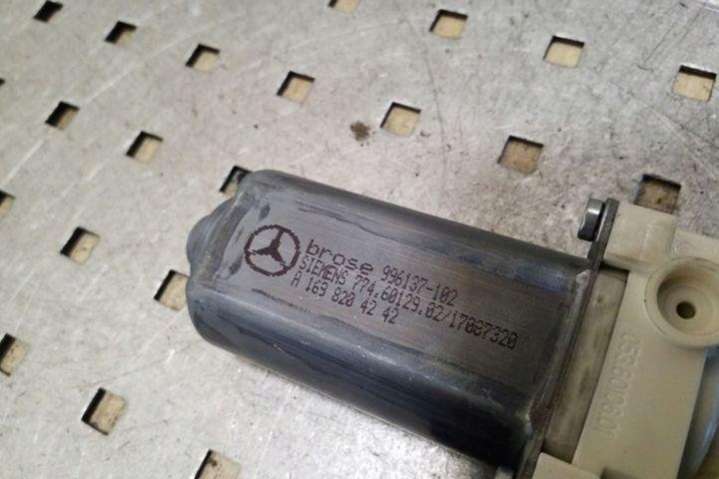 brose 996137-102
SIEMENS 774.60129.02/17087320
A 169 820 42 42